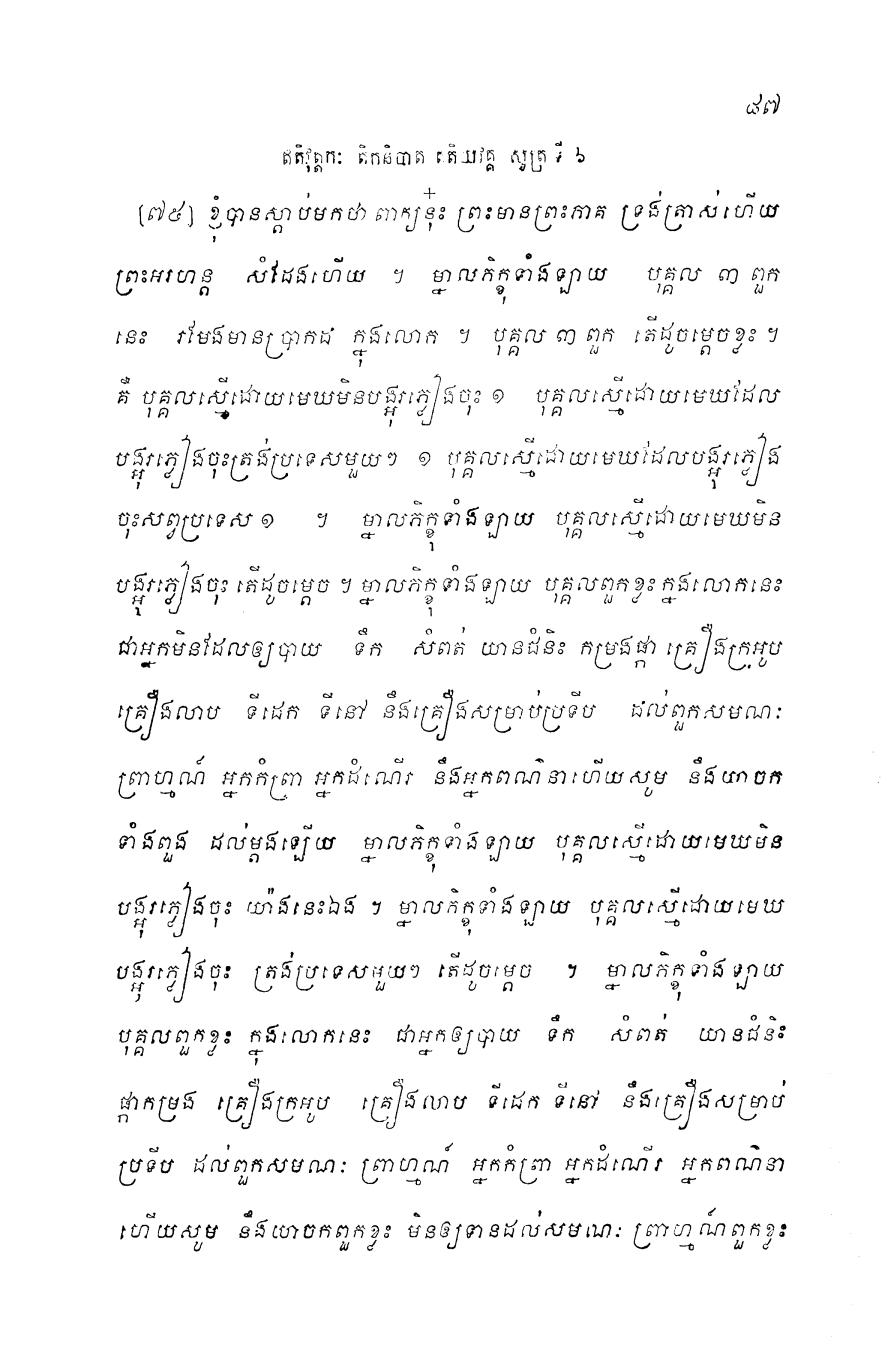 ៨៧
ឥតិវុត្តកៈ តិកនិបាត តតិយវគ្គ សូត្រ ទី ៦
[៧៥] ខ្ញុំបានស្ដាប់មកថា ពាក្យនុ៎ះ ព្រះមានព្រះភាគ ទ្រង់ត្រាស់ហើយ
ព្រះអរហន្ត សំដែងហើយ ។ ម្នាលភិក្ខុទាំងឡាយ បុគ្គល ៣ ពួក
នេះ រមែងមានប្រាកដ ក្នុងលោក ។ បុគ្គល ៣ ពួក តើដូចម្ដេចខ្លះ ។
គឺ បុគ្គលស្មើដោយមេឃមិនបង្អុរភ្លៀងចុះ ១ បុគ្គលស្មើដោយមេឃដែល
បង្អុរភ្លៀងចុះត្រង់ប្រទេសមួយៗ ១ បុគ្គលស្មើដោយមេឃដែលបង្អុរភ្លៀង
ចុះសព្វប្រទេស ១ ។ ម្នាលភិក្ខុទាំងឡាយ បុគ្គលស្មើដោយមេឃមិន
បង្អុរភ្លៀងចុះ តើដូចម្ដេច ។ ម្នាលភិក្ខុទាំងឡាយ បុគ្គលពួកខ្លះក្នុងលោកនេះ
ជាអ្នកមិនដែលឲ្យបាយ ទឹក សំពត់ យានជំនិះ កម្រងផ្កា គ្រឿងក្រអូប
គ្រឿងលាប ទីដេក ទីនៅ នឹងគ្រឿងសម្រាប់ប្រទីប ដល់ពួកសមណៈ
ព្រាហ្មណ៍ អ្នកកំព្រា អ្នកដំណើរ នឹងអ្នកពណ៌នាហើយសូម នឹងយាចក
ទាំងពួង ដល់ម្ដងឡើយ ម្នាលភិក្ខុទាំងឡាយ បុគ្គលស្មើដោយមេឃមិន
បង្អុរភ្លៀងចុះ យ៉ាងនេះឯង ។ ម្នាលភិក្ខុទាំងឡាយ បុគ្គលស្មើដោយមេឃ
បង្អុរភ្លៀងចុះ ត្រង់ប្រទេសមួយៗ តើដូចម្ដេច ។ ម្នាលភិក្ខុទាំងឡាយ
បុគ្គលពួកខ្លះ ក្នុងលោកនេះ ជាអ្នកឲ្យបាយ ទឹក សំពត់ យានជំនិះ
ផ្កាកម្រង គ្រឿងក្រអូប គ្រឿងលាប ទីដេក ទីនៅ នឹងគ្រឿងសម្រាប់
ប្រទីប ដល់ពួកសមណៈ ព្រាហ្មណ៍ អ្នកកំព្រា អ្នកដំណើរ អ្នកពណ៌នា
ហើយសូម នឹងយាចកពួកខ្លះ មិនឲ្យទានដល់សមណៈ ព្រាហ្មណ៍ពួកខ្លះ